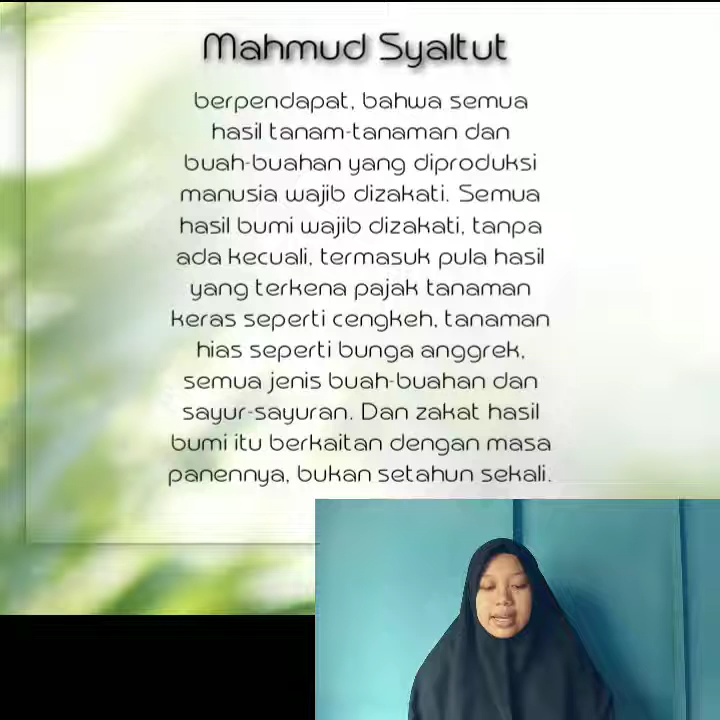 Mahmud Syaltut
berpendapat, bahwa semua
hasil tanam-tanaman dan
buah-buahan yang diproduksi
manusia wajib dizakati. Semua
hasil bumi wajib dizakati, tanpa
ada kecuali, termasuk pula hasil
yang terkena pajak tanaman
keras seperti cengkeh, tanaman
hias seperti bunga anggrek,
semua jenis buah-buahan dan
sayur-sayuran. Dan zakat hasil
bumi itu berkaitan dengan masa
panennya, bukan setahun sekali.